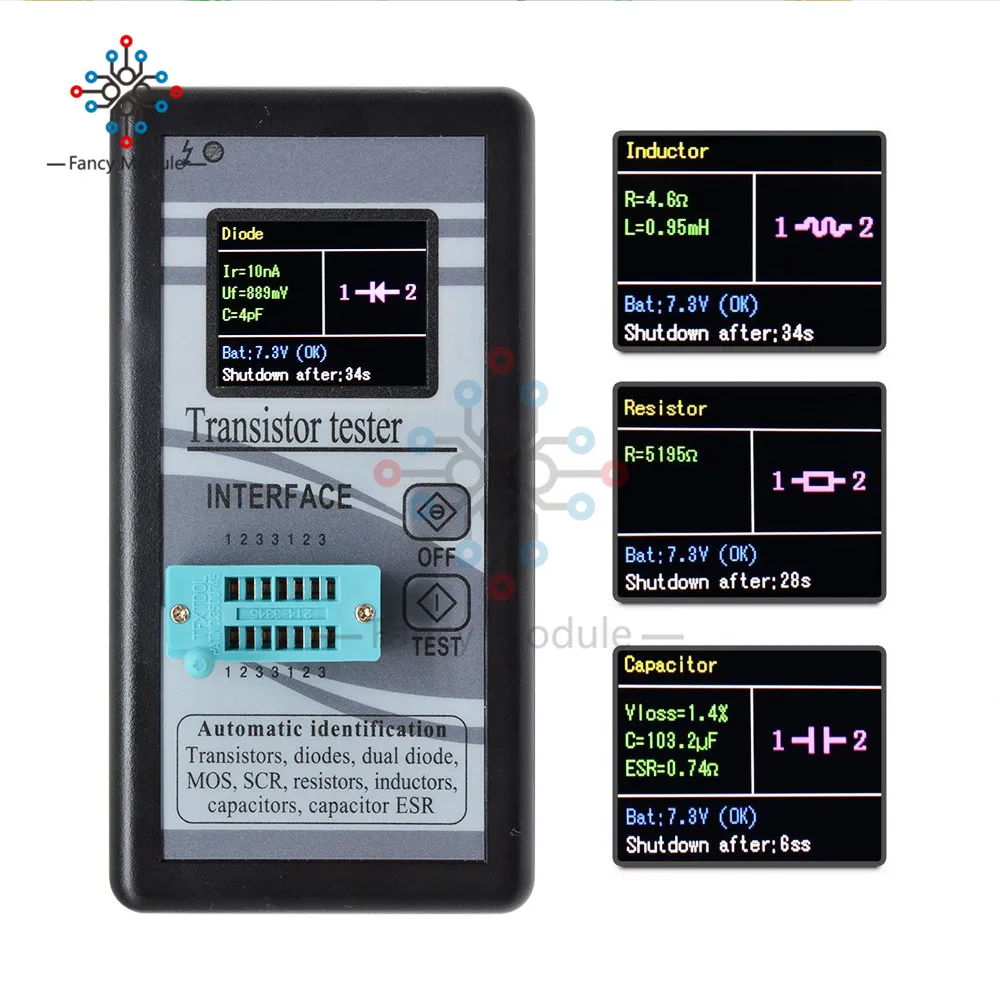 — Fancy Module —
Diode
Ir=10nA
Uf=889mV
C=4pF
1 2
Bat:7.3V (OK)
Shutdown after:34s
Transistor tester
INTERFACE
1 2 3 3 1 2 3
OFF
TEST
1 2 3 3 1 2 3
Automatic identification
Transistors, diodes, dual diode,
MOS, SCR, resistors, inductors,
capacitors, capacitor ESR
Inductor
R=4.6Ω
L=0.95mH
1 2
Bat:7.3V (OK)
Shutdown after:34s
Resistor
R=5195Ω
1 2
Bat:7.3V (OK)
Shutdown after:28s
— Fancy Module —
Capacitor
Vloss=1.4%
C=103.2µF
ESR=0.74Ω
1 2
Bat:7.3V (OK)
Shutdown after:6ss